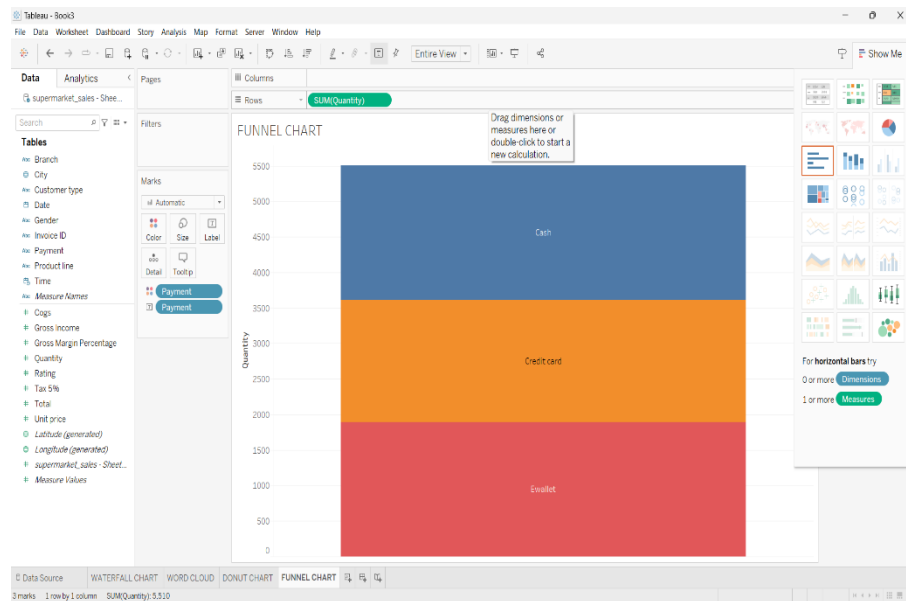 Tableau - Book3
File Data Worksheet Dashboard Story Analysis Map Format Server Window Help
Entire View
Show Me
Data Analytics
Pages
Columns
supermarket_sales - Shee...
Rows
SUM(Quantity)
Search
Filters
Drag dimensions or
measures here or
double-click to start a
new calculation.
FUNNEL CHART
Tables
Abc Branch
City
Abc Customer type
Date
Abc Gender
Abc Invoice ID
Abc Payment
Abc Product line
Time
Abc Measure Names
# Cogs
# Gross Income
# Gross Margin Percentage
# Quantity
# Rating
# Tax 5%
# Total
# Unit price
Latitude (generated)
Longitude (generated)
# supermarket_sales - Sheet...
# Measure Values
Marks
Automatic
Color Size Label
Detail Tooltip
Payment
Payment
5500
5000
4500
4000
3500
3000
2500
2000
1500
1000
500
0
Quantity
Cash
Credit card
Ewallet
For horizontal bars try
0 or more Dimensions
1 or more Measures
Data Source WATERFALL CHART WORD CLOUD DONUT CHART FUNNEL CHART
3 marks 1 row by 1 column SUM(Quantity): 5,510